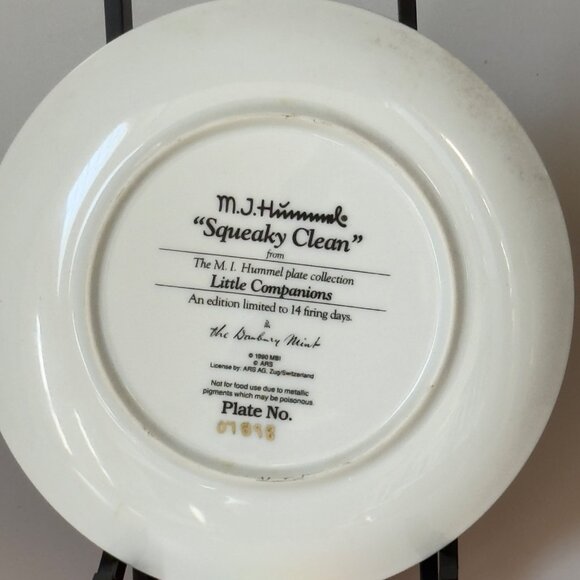 M.J.Hummel®
“Squeaky Clean”
from
The M. I. Hummel plate collection
Little Companions
An edition limited to 14 firing days.
&
The Danbury Mint
© 1990 MBI
© ARS
License by: ARS AG, Zug/Switzerland
Not for food use due to metallic
pigments which may be poisonous.
Plate No.